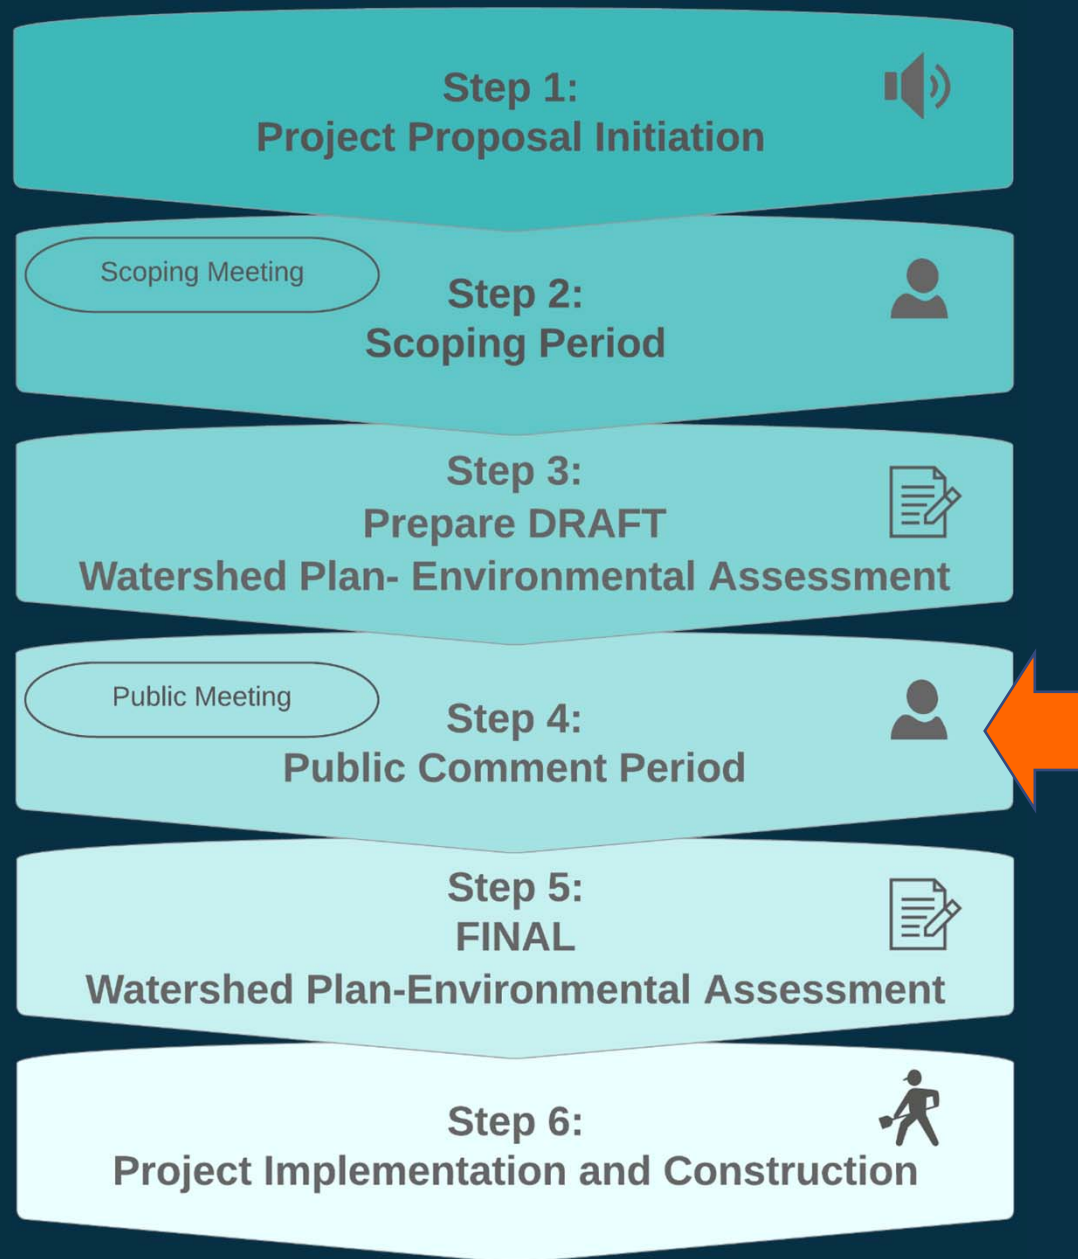 Step 1:
Project Proposal Initiation
Scoping Meeting
Step 2:
Scoping Period
Step 3:
Prepare DRAFT
Watershed Plan- Environmental Assessment
Public Meeting
Step 4:
Public Comment Period
Step 5:
FINAL
Watershed Plan-Environmental Assessment
Step 6:
Project Implementation and Construction